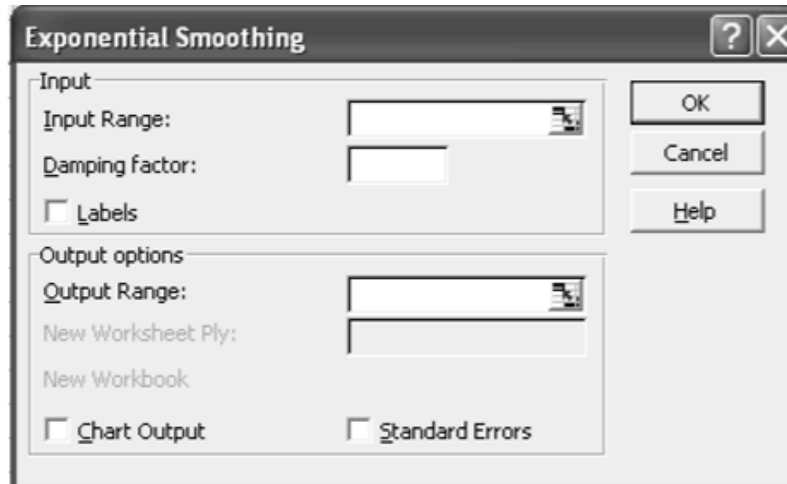 Exponential Smoothing
?
Input
Input Range:
OK
Damping factor:
Cancel
Labels
Help
Output options
Output Range:
New Worksheet Ply:
New Workbook
Chart Output
Standard Errors